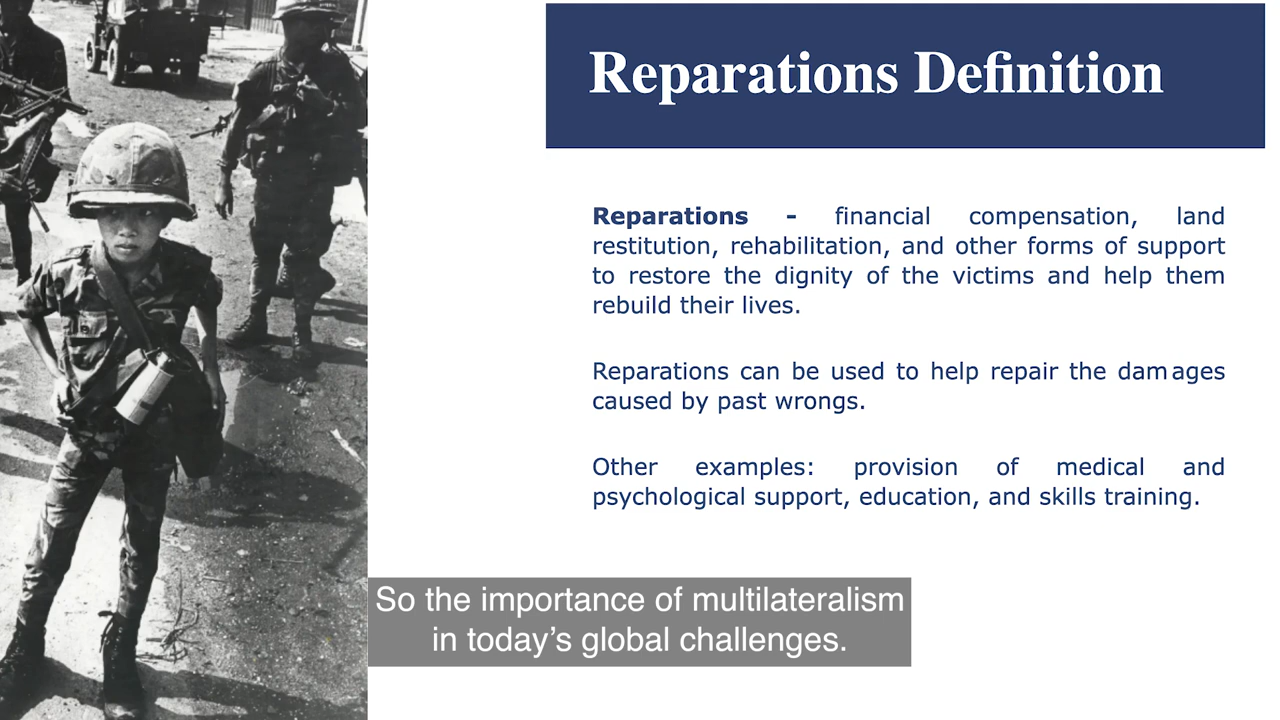 Reparations Definition
Reparations - financial compensation, land
restitution, rehabilitation, and other forms of support
to restore the dignity of the victims and help them
rebuild their lives.
Reparations can be used to help repair the damages
caused by past wrongs.
Other examples: provision of medical and
psychological support, education, and skills training.
So the importance of multilateralism
in today’s global challenges.